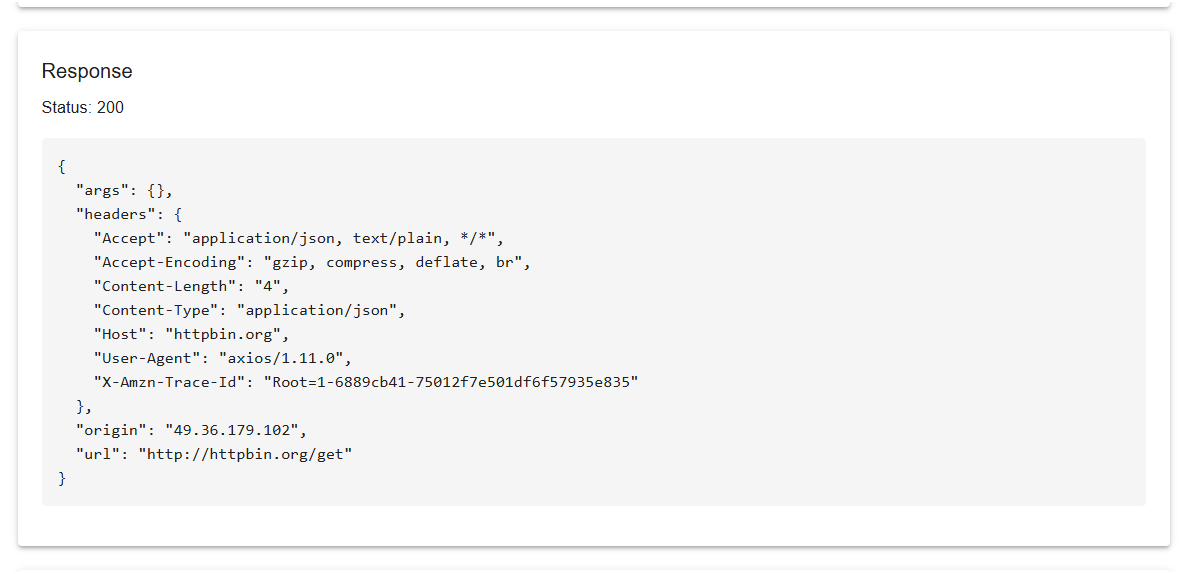 Response
Status: 200
{
  "args": {},
  "headers": {
    "Accept": "application/json, text/plain, */*",
    "Accept-Encoding": "gzip, compress, deflate, br",
    "Content-Length": "4",
    "Content-Type": "application/json",
    "Host": "httpbin.org",
    "User-Agent": "axios/1.11.0",
    "X-Amzn-Trace-Id": "Root=1-6889cb41-75012f7e501df6f57935e835"
  },
  "origin": "49.36.179.102",
  "url": "http://httpbin.org/get"
}